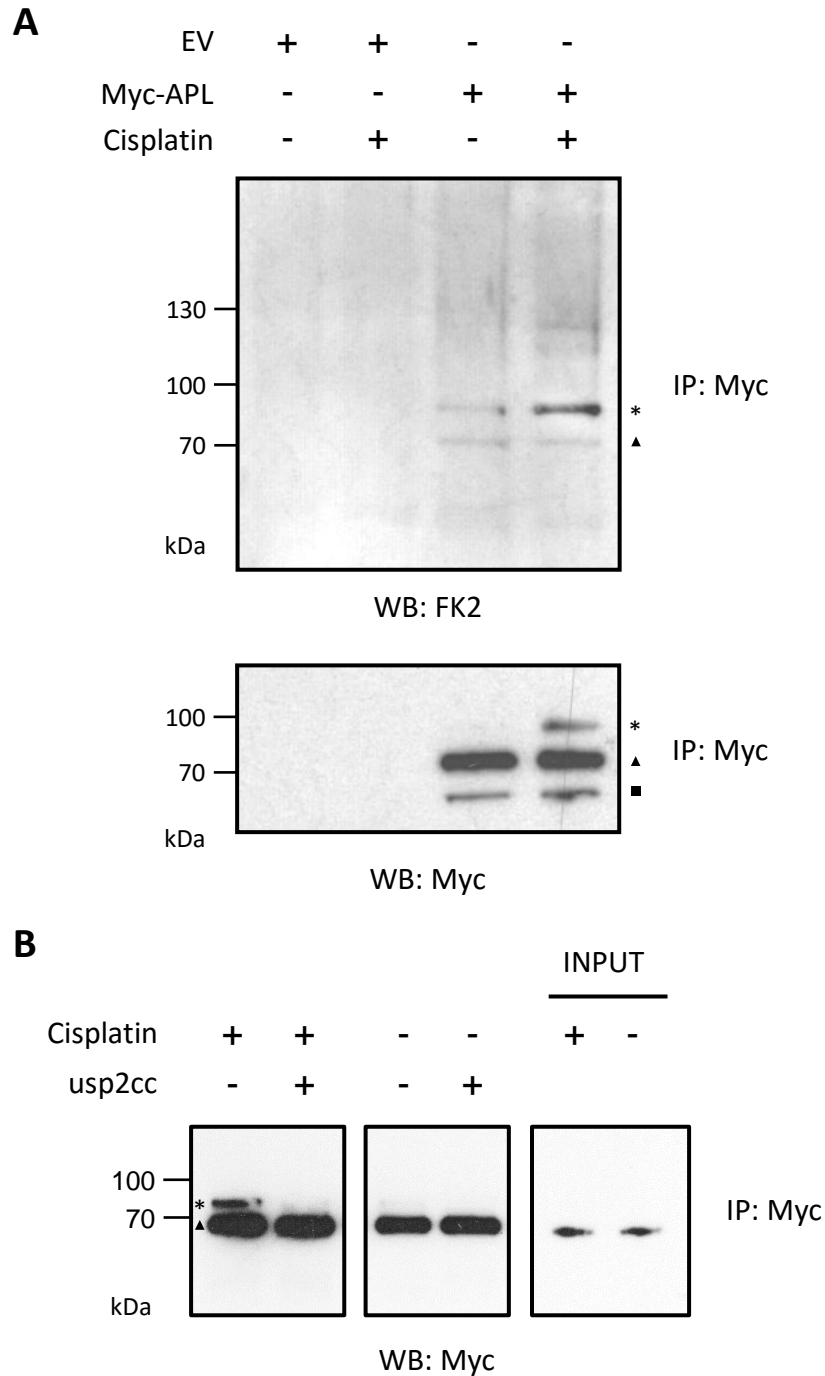 A
EV + + - -
Myc-APL - - + +
Cisplatin - + - +
130
100
70
kDa
*
▲
IP: Myc
WB: FK2
100
70
kDa
*
▲
■
IP: Myc
WB: Myc
B
INPUT
Cisplatin + + - - + -
usp2cc - + - +
100
*
70
▲
kDa
IP: Myc
WB: Myc